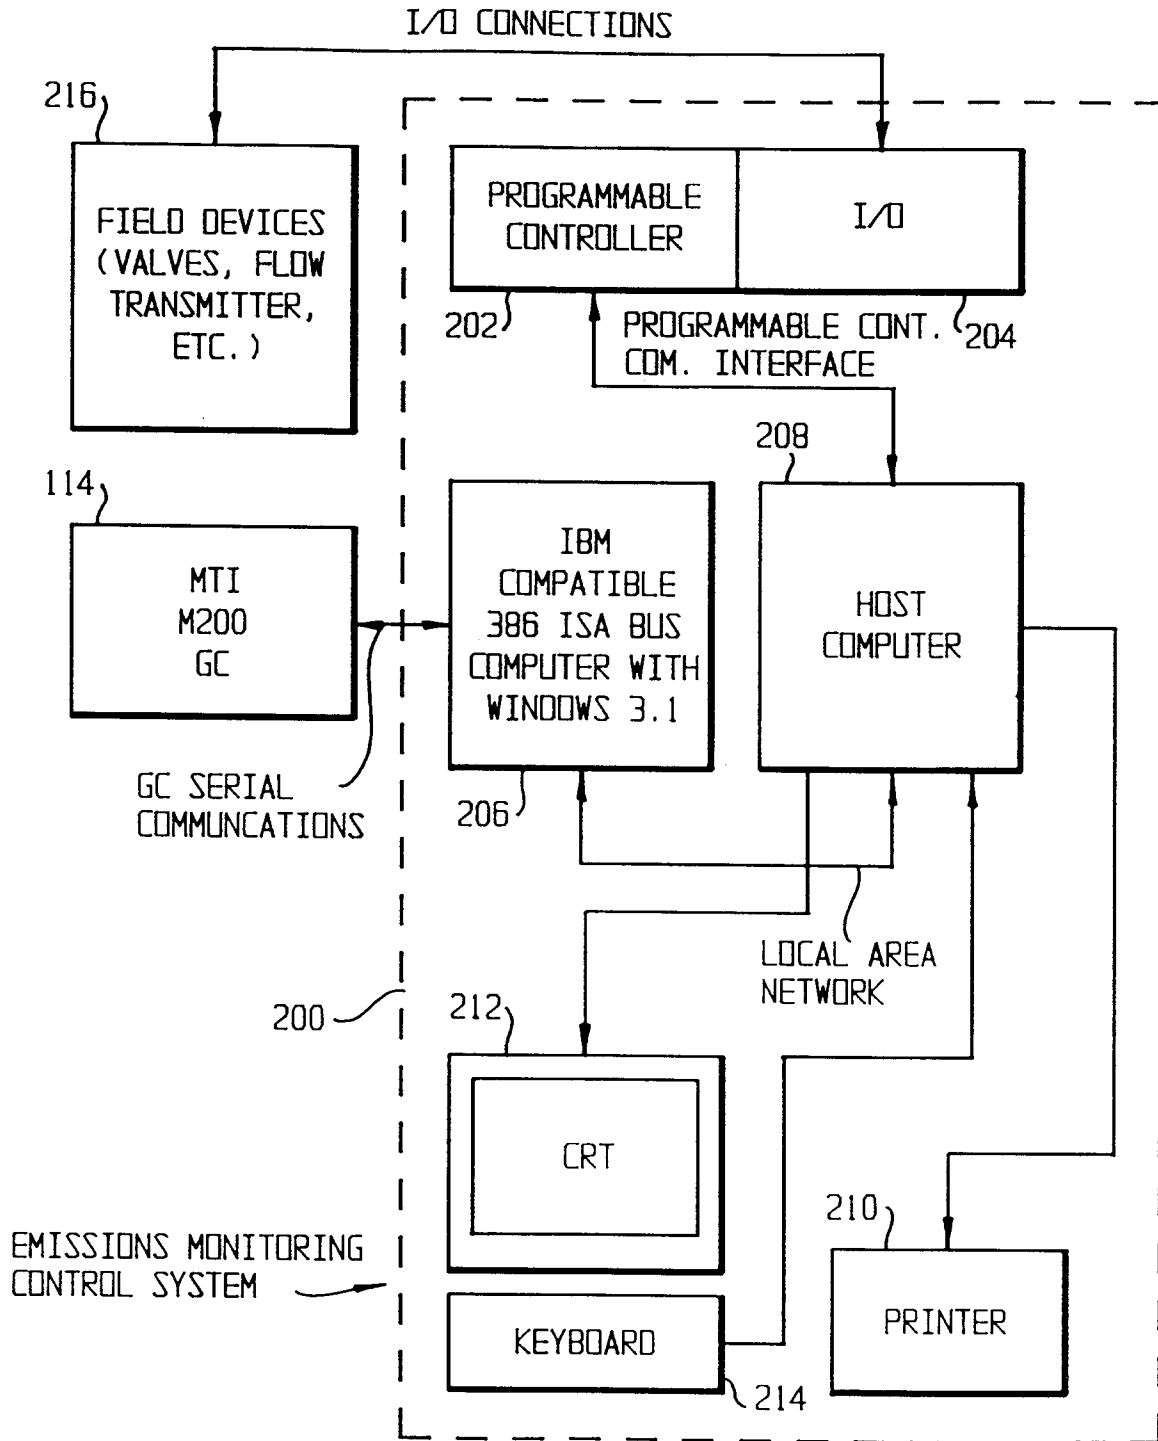 I/O CONNECTIONS
216
FIELD DEVICES
(VALVES, FLOW
TRANSMITTER,
ETC.)
PROGRAMMABLE
CONTROLLER
I/O
202
PROGRAMMABLE CONT.
COM. INTERFACE
204
208
114
MTI
M200
GC
IBM
COMPATIBLE
386 ISA BUS
COMPUTER WITH
WINDOWS 3.1
HOST
COMPUTER
GC SERIAL
COMMUNCATIONS
206
LOCAL AREA
NETWORK
200
212
CRT
210
EMISSIONS MONITORING
CONTROL SYSTEM
KEYBOARD
PRINTER
214